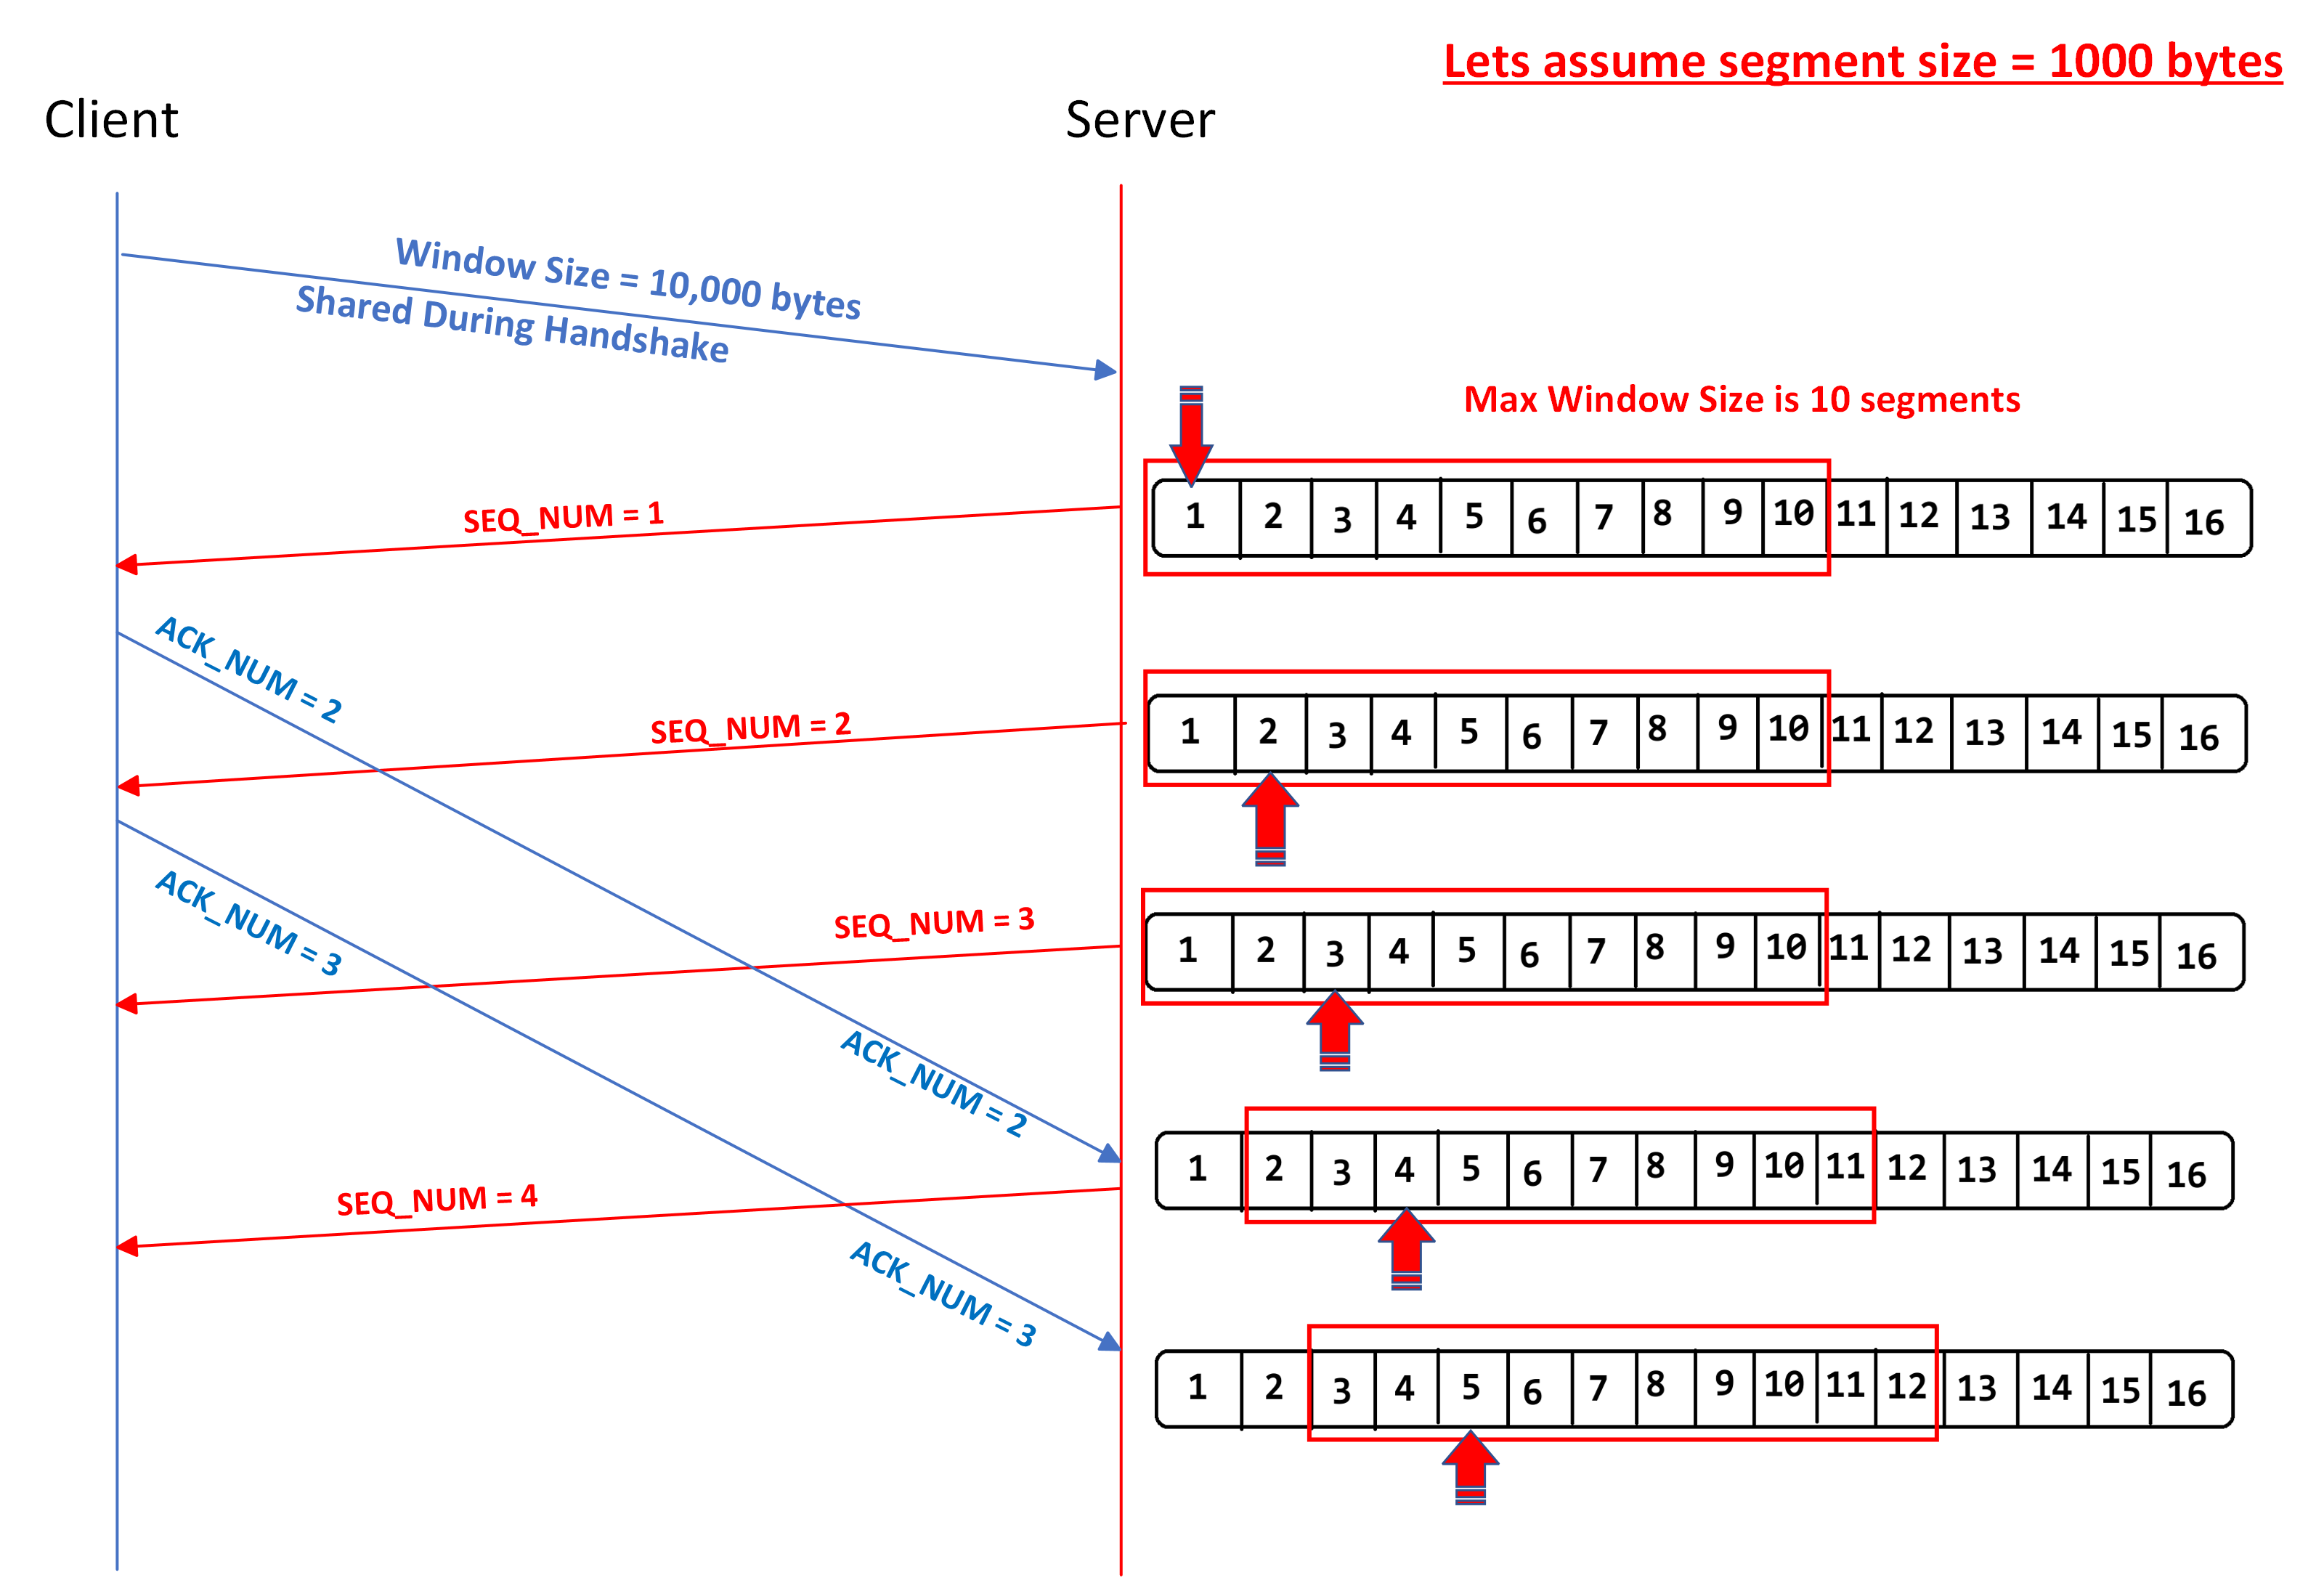 Lets assume segment size = 1000 bytes
Client
Server
Window Size = 10,000 bytes
Shared During Handshake
Max Window Size is 10 segments
SEQ_NUM = 1
1 2 3 4 5 6 7 8 9 10 11 12 13 14 15 16
ACK_NUM = 2
SEQ_NUM = 2
1 2 3 4 5 6 7 8 9 10 11 12 13 14 15 16
ACK_NUM = 3
SEQ_NUM = 3
1 2 3 4 5 6 7 8 9 10 11 12 13 14 15 16
ACK_NUM = 2
1 2 3 4 5 6 7 8 9 10 11 12 13 14 15 16
SEQ_NUM = 4
ACK_NUM = 3
1 2 3 4 5 6 7 8 9 10 11 12 13 14 15 16